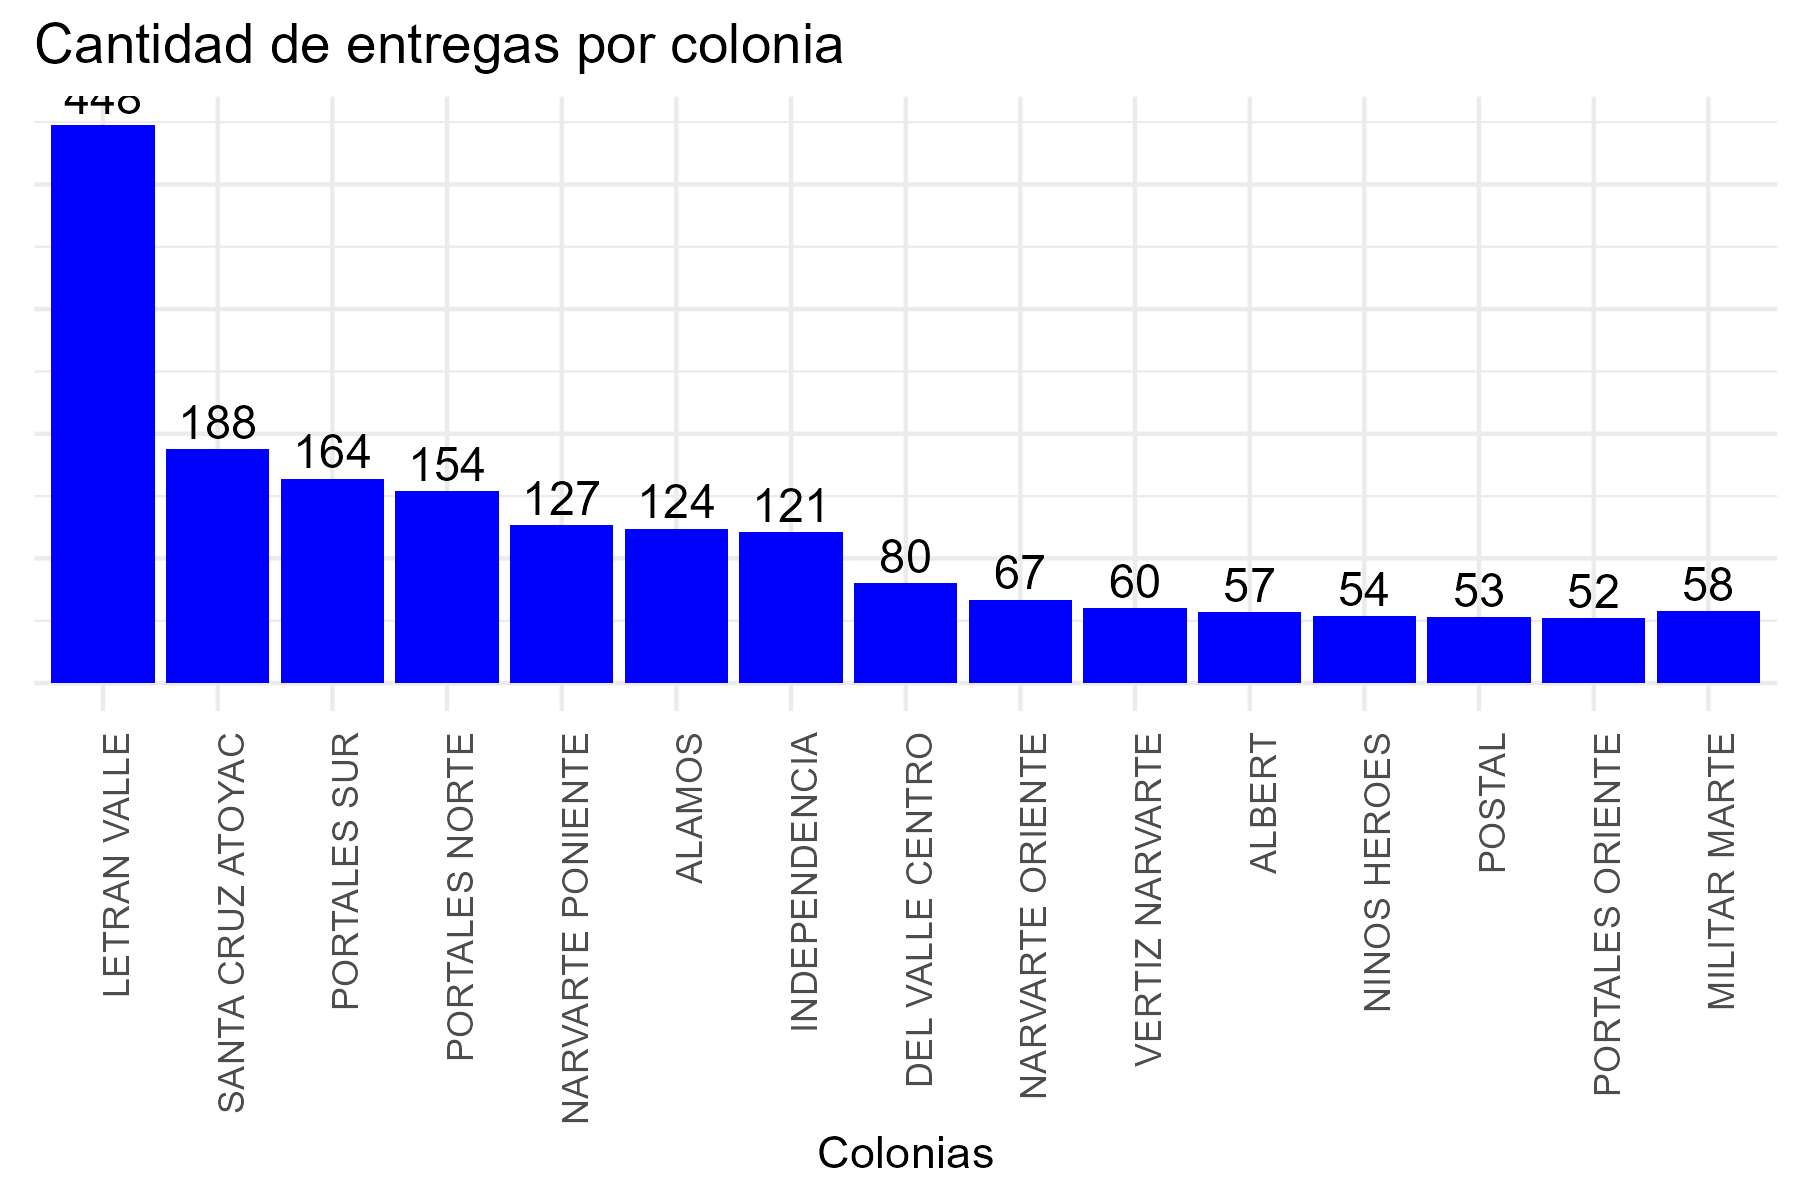 Cantidad de entregas por colonia
448
188
164
154
127
124
121
80
67
60
57
54
53
52
58
LETRAN VALLE
SANTA CRUZ ATOYAC
PORTALES SUR
PORTALES NORTE
NARVARTE PONIENTE
ALAMOS
INDEPENDENCIA
DEL VALLE CENTRO
NARVARTE ORIENTE
VERTIZ NARVARTE
ALBERT
NINOS HEROES
POSTAL
PORTALES ORIENTE
MILITAR MARTE
Colonias